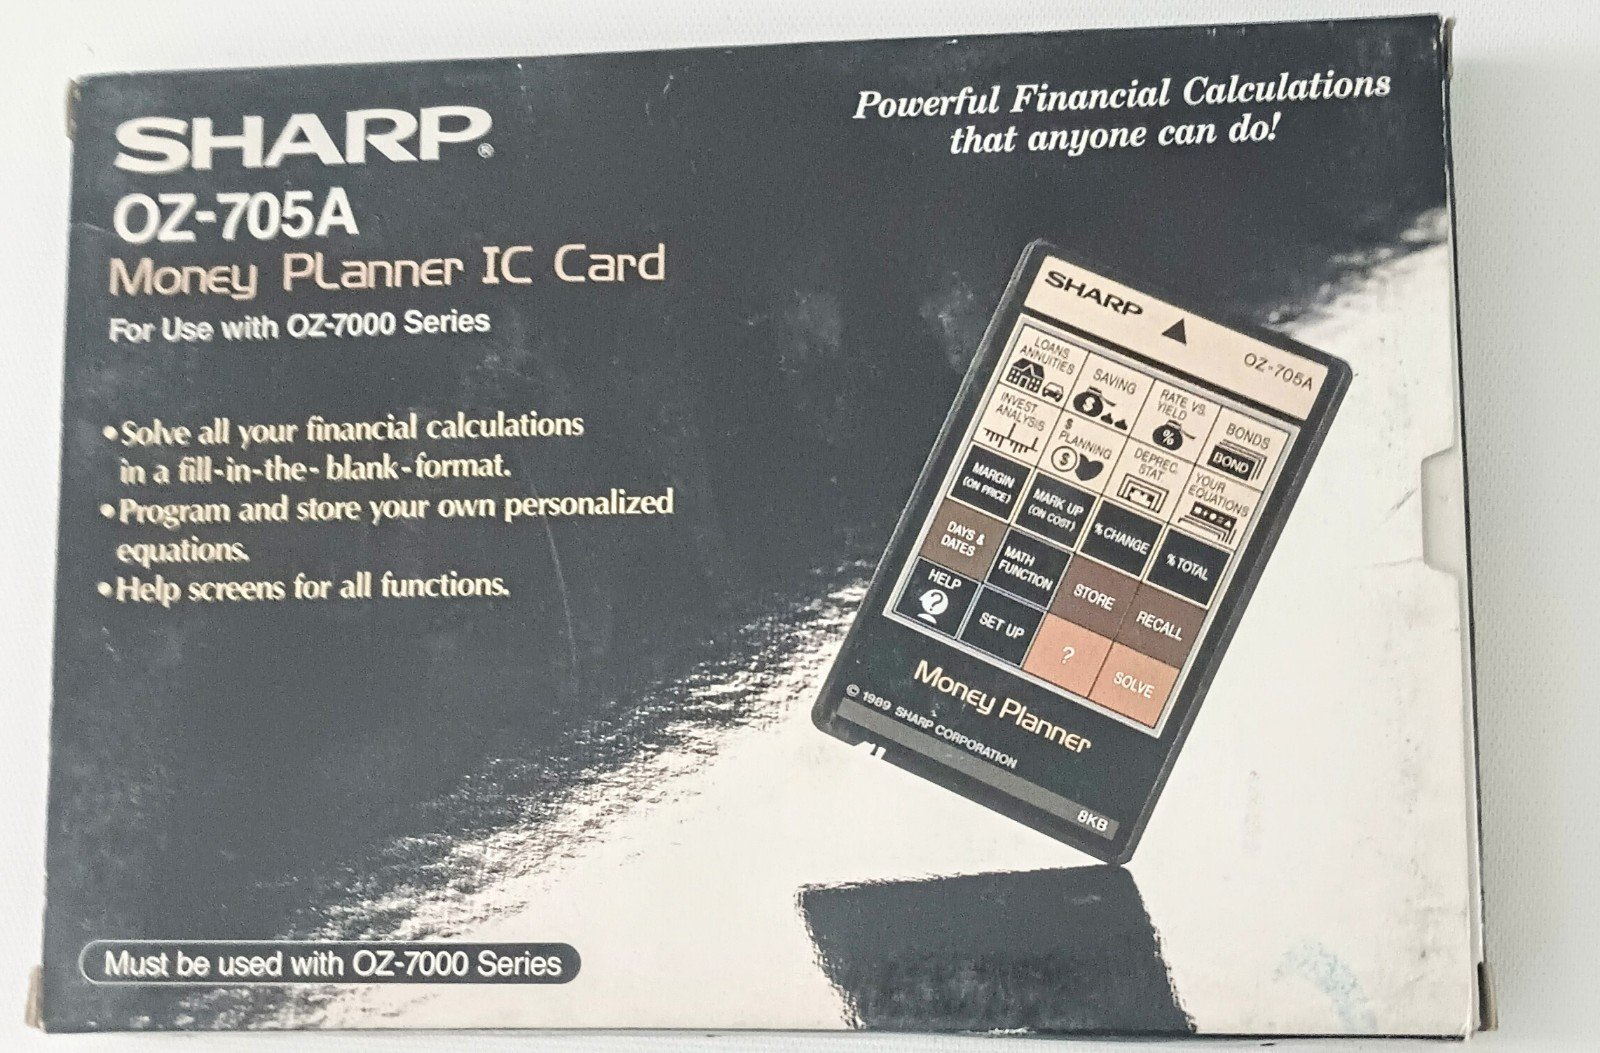 SHARP®
OZ-705A
Money Planner IC Card
For Use with OZ-7000 Series
•Solve all your financial calculations
in a fill-in-the- blank-format.
•Program and store your own personalized
equations.
•Help screens for all functions.
Must be used with OZ-7000 Series
Powerful Financial Calculations
that anyone can do!
SHARP ▲ OZ-705A
LOANS
ANNUITIES
SAVING
$
RATE VS.
YIELD
%
BONDS
BOND
INVEST
ANALYSIS
$
PLANNING
$
DEPREC.
STAT
YOUR
EQUATIONS
MARGIN
(ON PRICE)
MARK UP
(ON COST)
% CHANGE
% TOTAL
DAYS &
DATES
MATH
FUNCTION
STORE
RECALL
HELP
?
SET UP
?
SOLVE
Money Planner
© 1989 SHARP CORPORATION
8KB